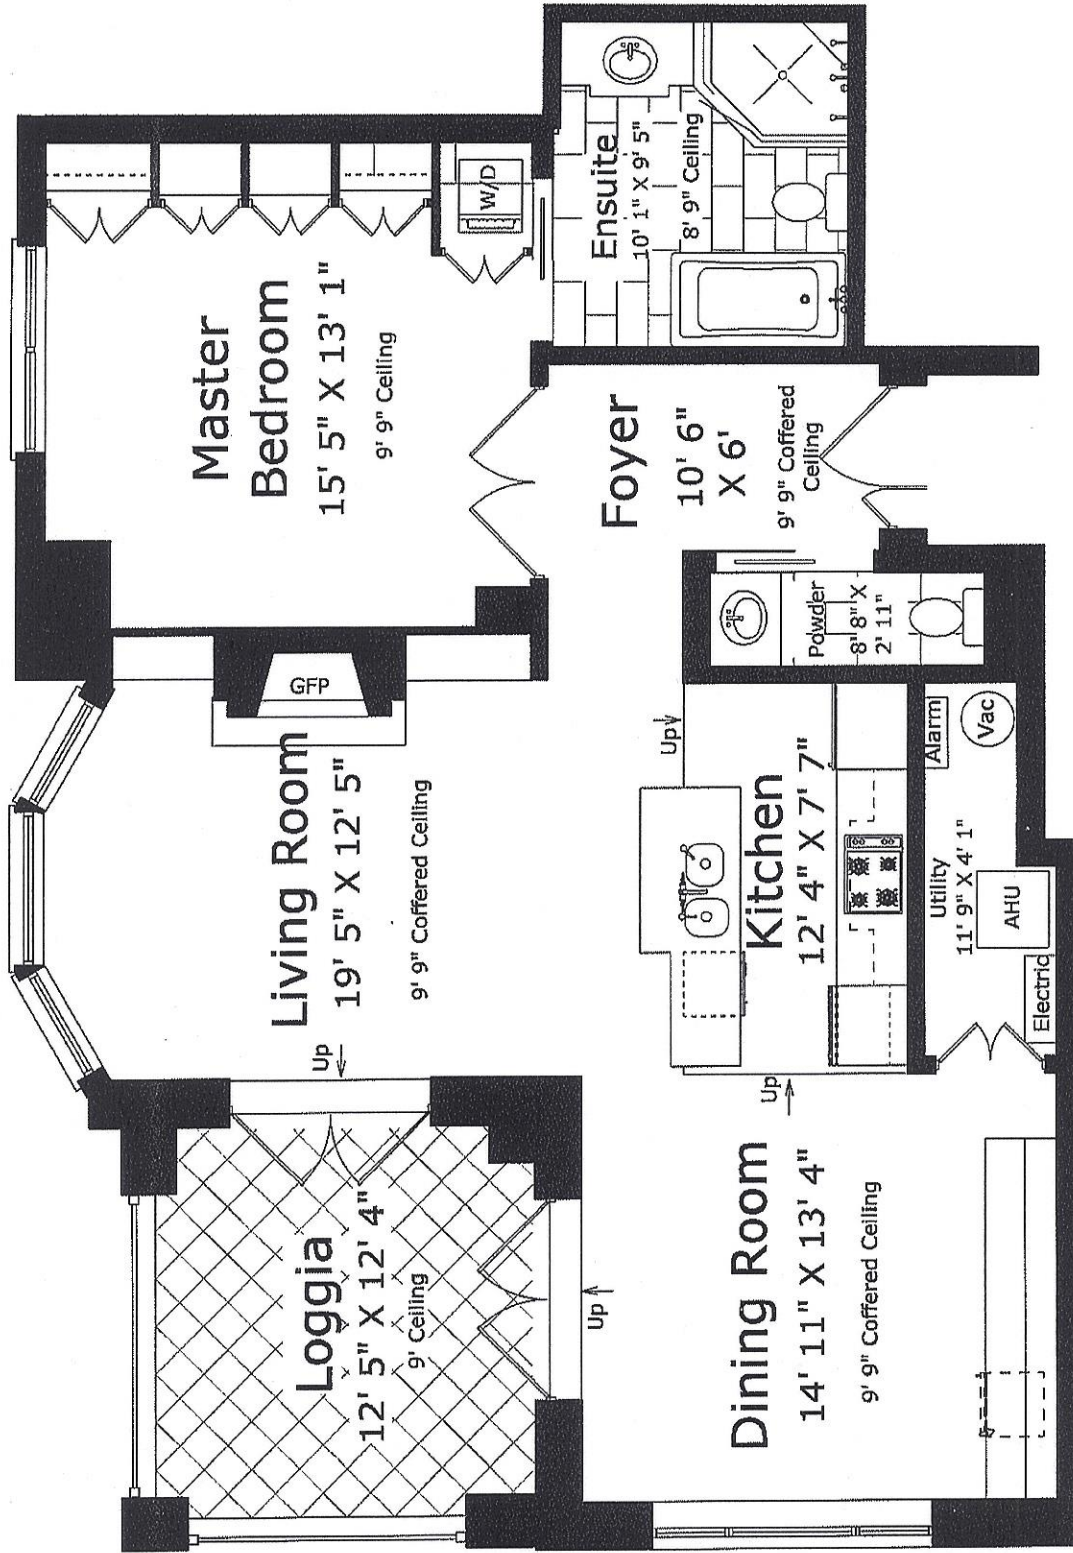 Loggia
12' 5" X 12' 4"
9' Ceiling
Up
Up
Living Room
19' 5" X 12' 5"
9' 9" Coffered Ceiling
GFP
Master
Bedroom
15' 5" X 13' 1"
9' 9" Ceiling
W/D
Ensuite
10' 1" X 9' 5"
8' 9" Ceiling
Foyer
10' 6"
X 6'
9' 9" Coffered
Ceiling
Powder
8' 8" X
2' 11"
Up
Kitchen
12' 4" X 7' 7"
Up
Dining Room
14' 11" X 13' 4"
9' 9" Coffered Ceiling
Utility
11' 9" X 4' 1"
Alarm
Vac
AHU
Electric